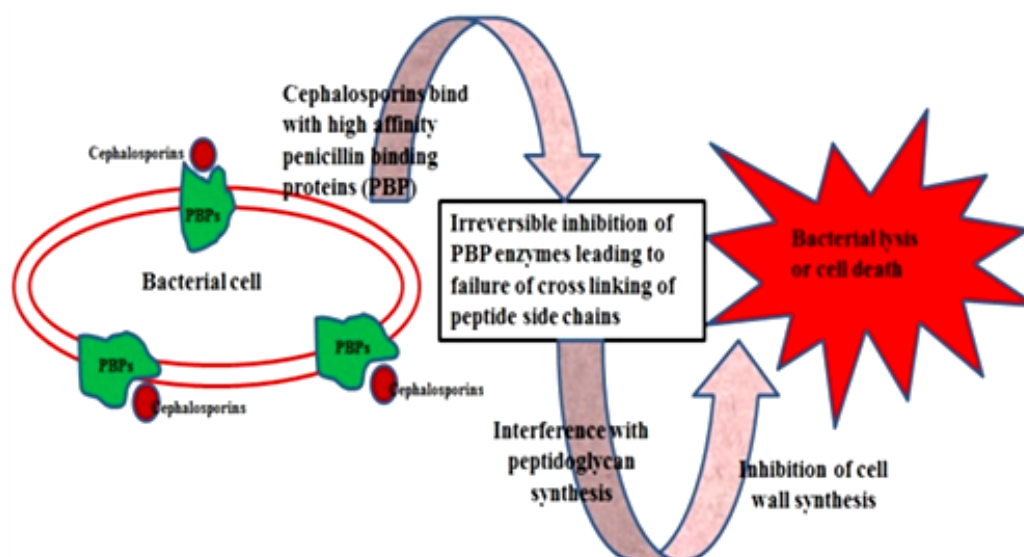 Cephalosporins bind
with high affinity
penicillin binding
proteins (PBP)
Cephalosporins
PBPs
Bacterial cell
PBPs
Cephalosporins
PBPs
Cephalosporins
Irreversible inhibition of
PBP enzymes leading to
failure of cross linking of
peptide side chains
Bacterial lysis
or cell death
Interference with
peptidoglycan
synthesis
Inhibition of cell
wall synthesis